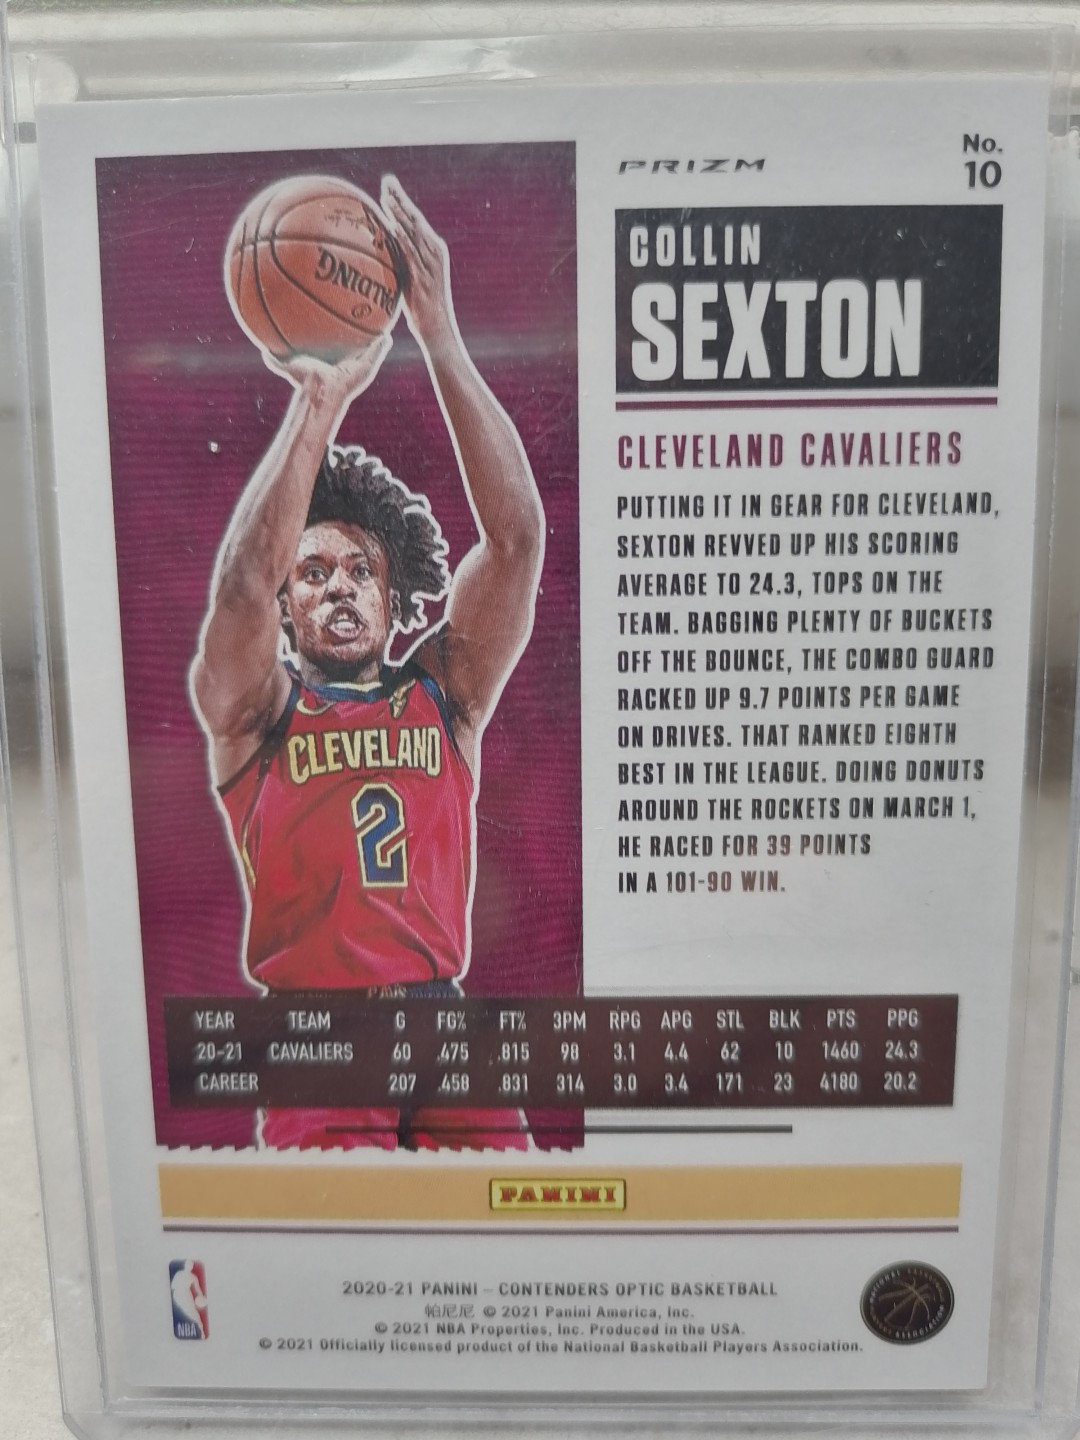 PRIZM
No.
10
COLLIN
SEXTON
CLEVELAND CAVALIERS
PUTTING IT IN GEAR FOR CLEVELAND,
SEXTON REVVED UP HIS SCORING
AVERAGE TO 24.3, TOPS ON THE
TEAM. BAGGING PLENTY OF BUCKETS
OFF THE BOUNCE, THE COMBO GUARD
RACKED UP 9.7 POINTS PER GAME
ON DRIVES. THAT RANKED EIGHTH
BEST IN THE LEAGUE. DOING DONUTS
AROUND THE ROCKETS ON MARCH 1,
HE RACED FOR 39 POINTS
IN A 101-90 WIN.
SPALDING
CLEVELAND
2
YEAR TEAM G FG% FT% 3PM RPG APG STL BLK PTS PPG
20-21 CAVALIERS 60 .475 .815 98 3.1 4.4 62 10 1460 24.3
CAREER 207 .458 .831 314 3.0 3.4 171 23 4180 20.2
PANINI
2020-21 PANINI – CONTENDERS OPTIC BASKETBALL
帕尼尼 © 2021 Panini America, Inc.
© 2021 NBA Properties, Inc. Produced in the USA.
© 2021 Officially licensed product of the National Basketball Players Association.
NBA